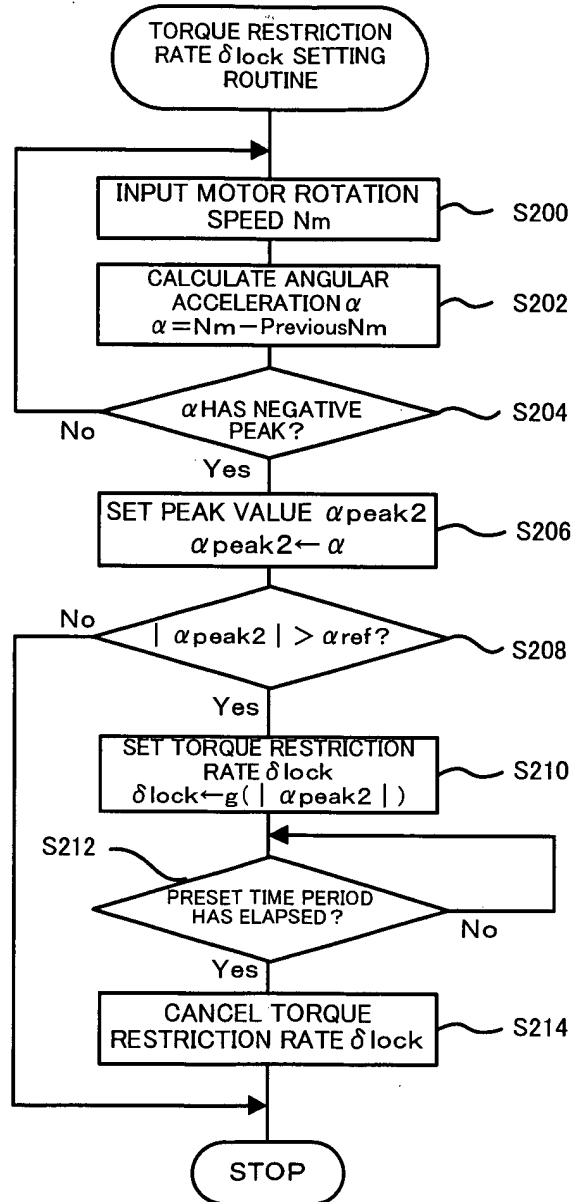 TORQUE RESTRICTION
RATE δlock SETTING
ROUTINE
INPUT MOTOR ROTATION
SPEED Nm
S200
CALCULATE ANGULAR
ACCELERATION α
α=Nm-PreviousNm
S202
α HAS NEGATIVE
PEAK?
S204
No
Yes
SET PEAK VALUE αpeak2
αpeak2← α
S206
No
| αpeak2 | > αref?
S208
Yes
SET TORQUE RESTRICTION
RATE δlock
δlock←g(| αpeak2 |)
S210
S212
PRESET TIME PERIOD
HAS ELAPSED?
No
Yes
CANCEL TORQUE
RESTRICTION RATE δlock
S214
STOP